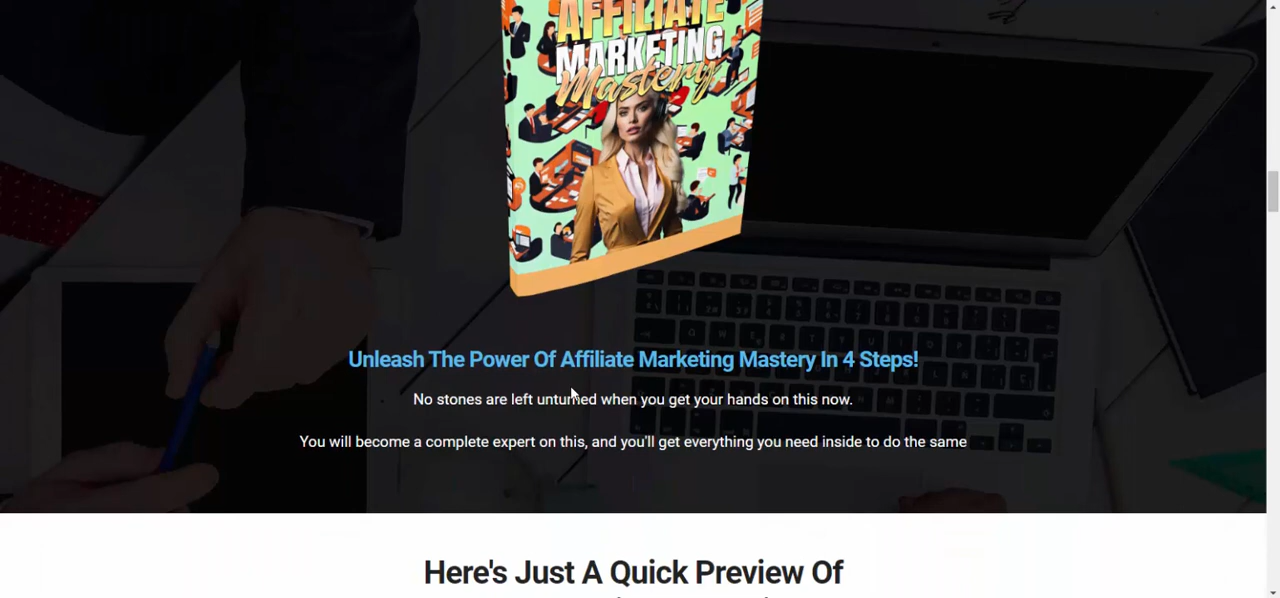 AFFILIATE
MARKETING
Mastery
Unleash The Power Of Affiliate Marketing Mastery In 4 Steps!
No stones are left unturned when you get your hands on this now.
You will become a complete expert on this, and you'll get everything you need inside to do the same
Here's Just A Quick Preview Of